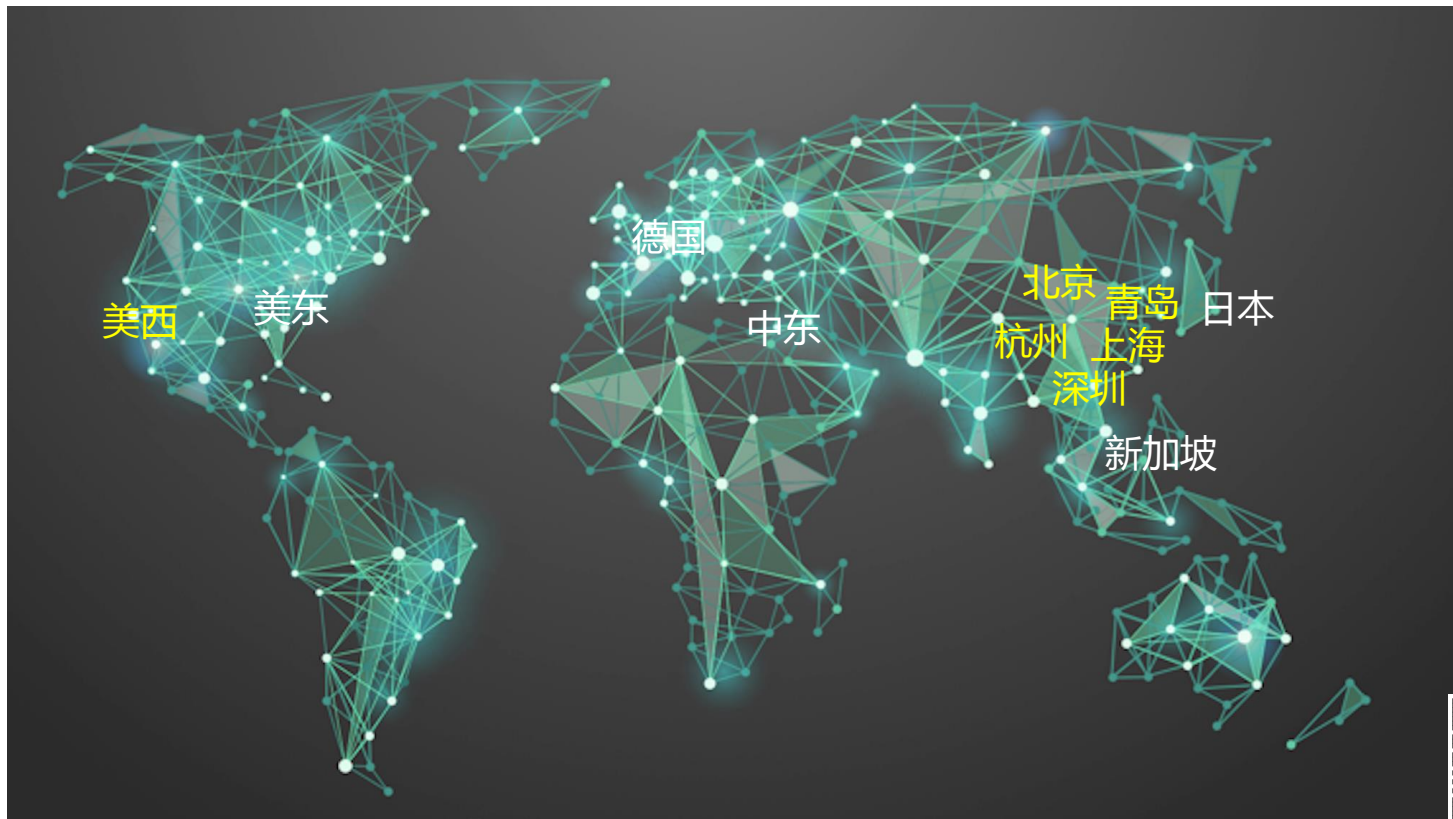 德国
北京
青岛
美东
日本
美西
中东
杭州
上海
深圳
新加坡